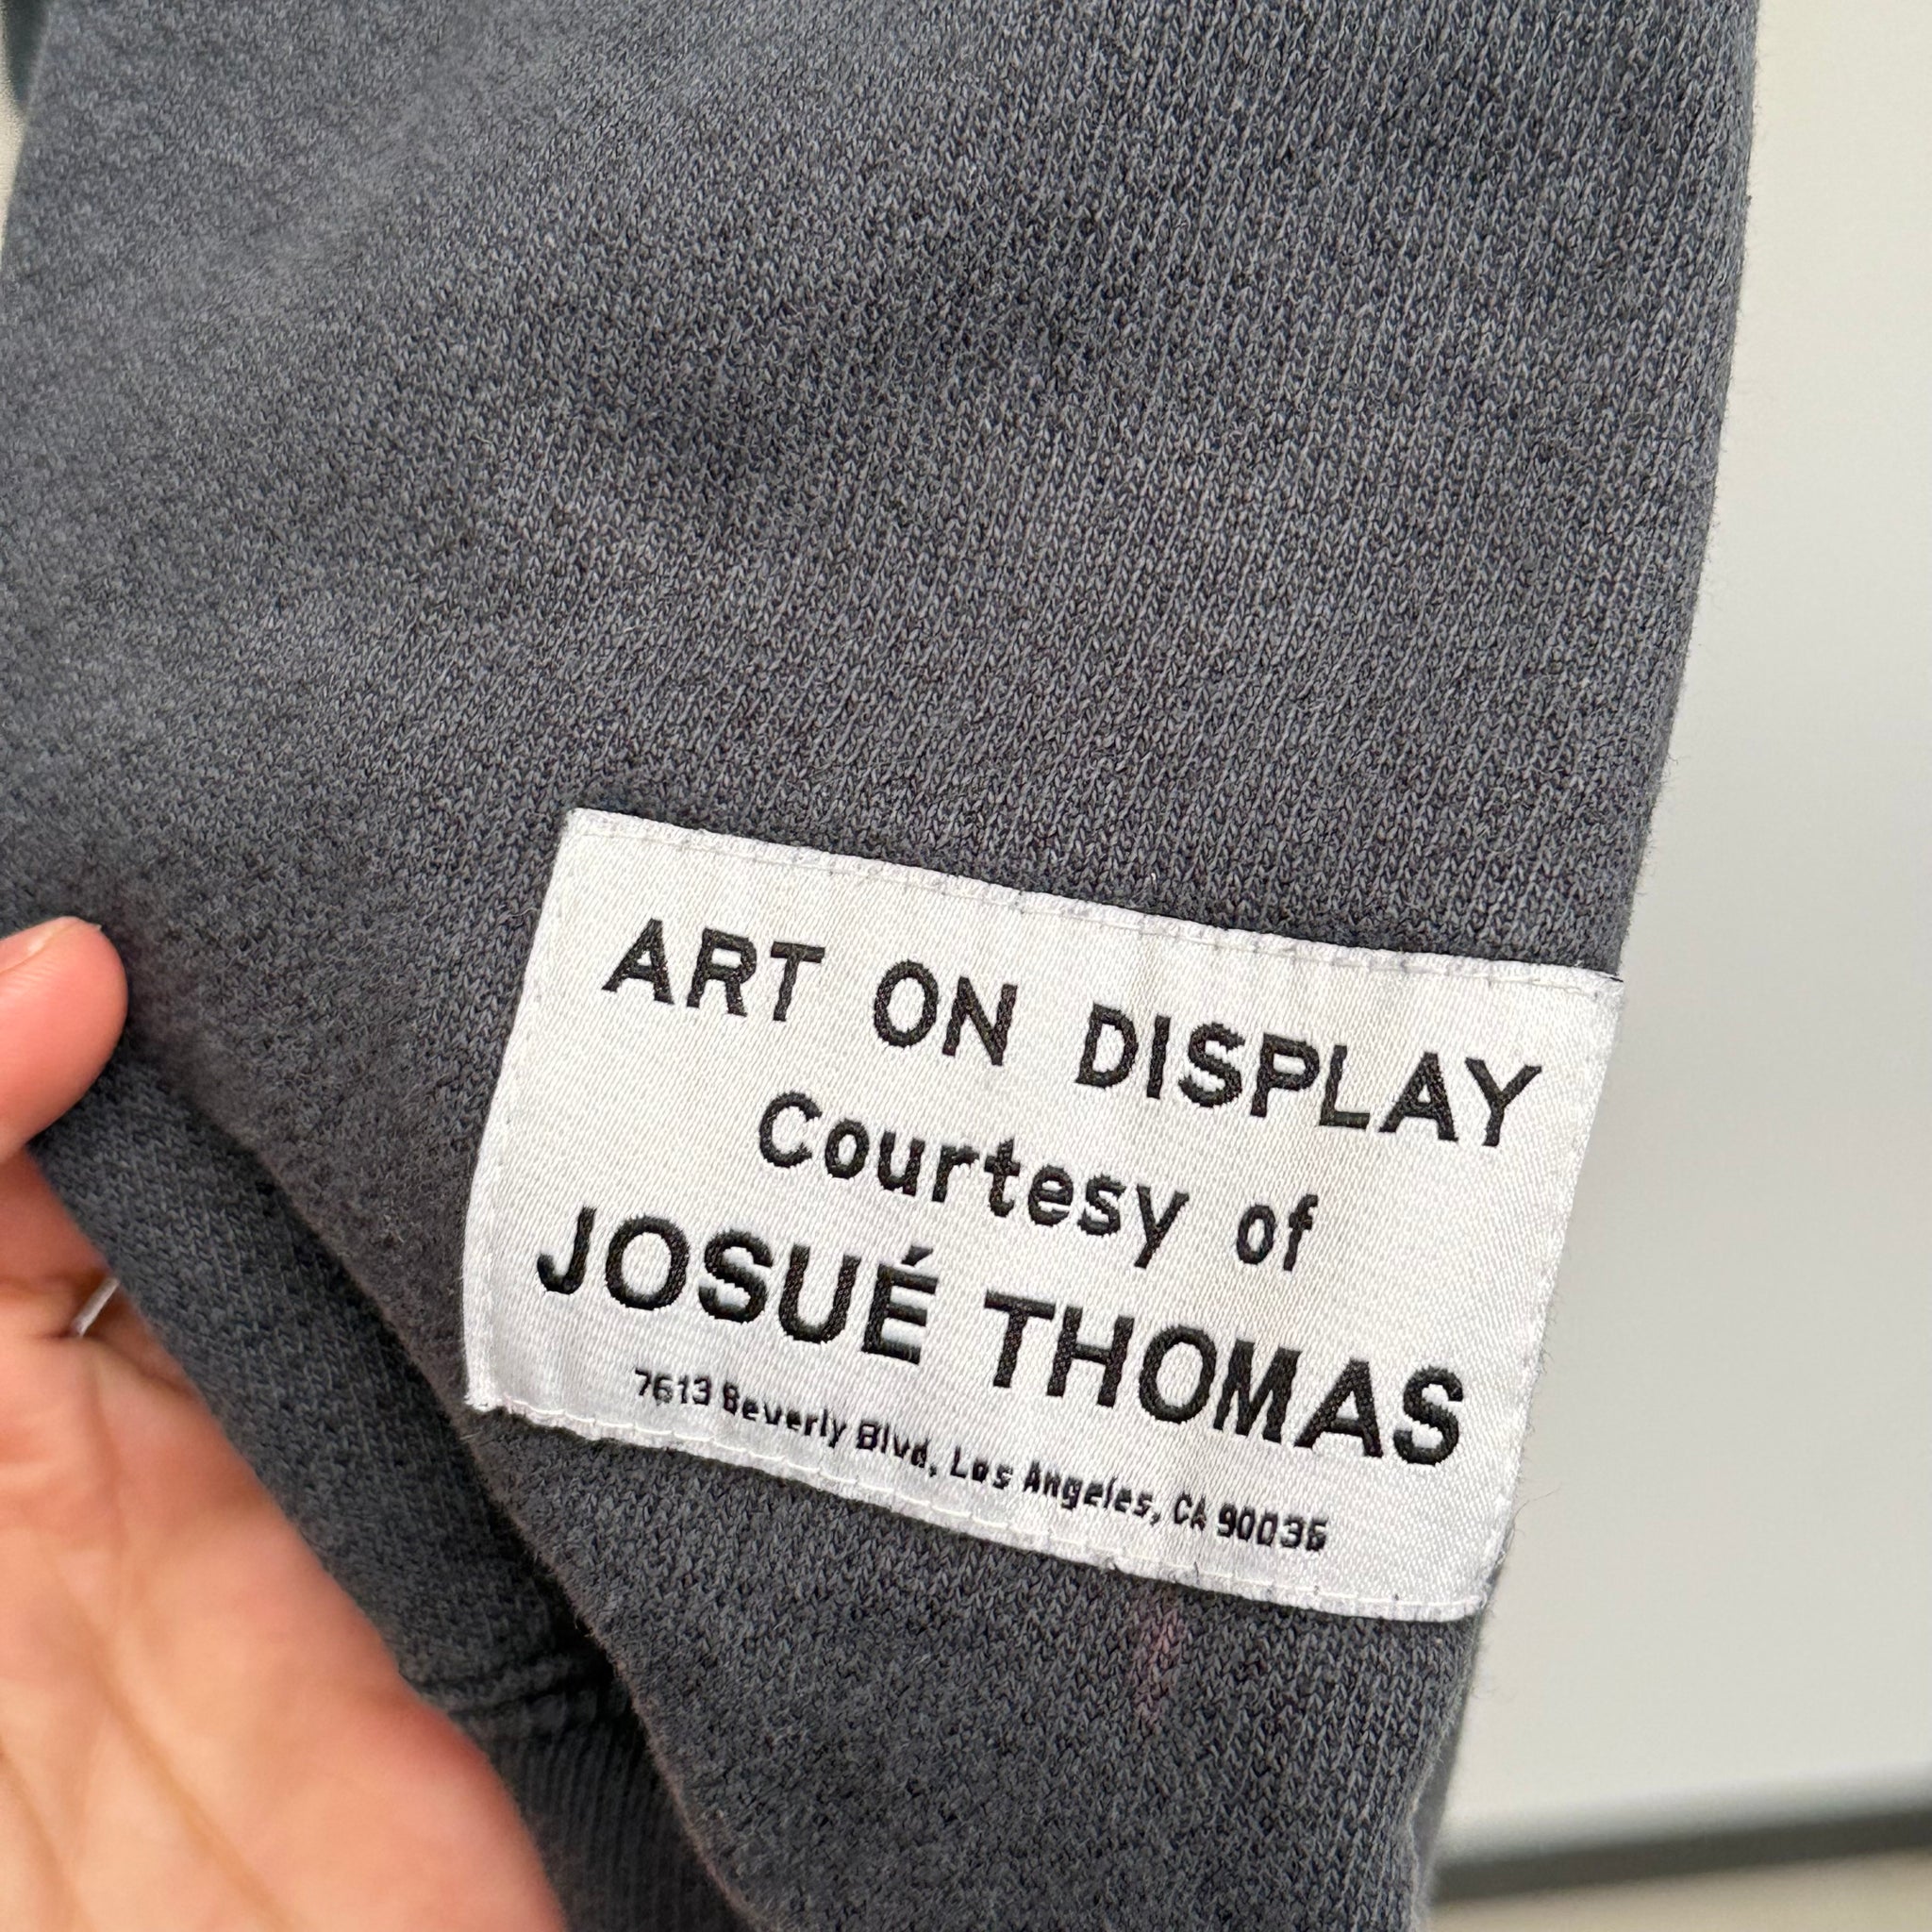 ART ON DISPLAY
Courtesy of
JOSUÉ THOMAS
7613 Beverly Blvd, Los Angeles, CA 90036